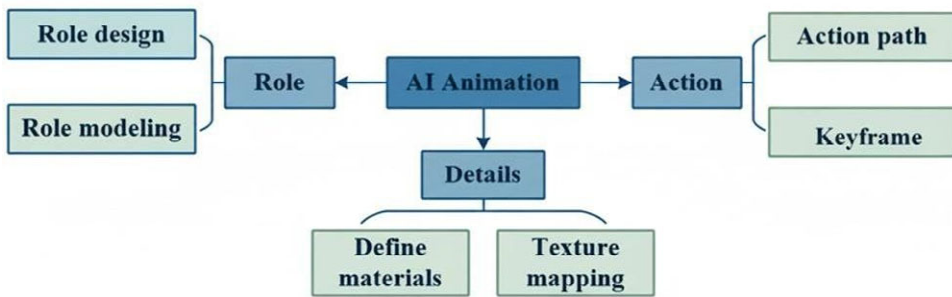 Role design
Role modeling
Role
AI Animation
Action
Action path
Keyframe
Details
Define
materials
Texture
mapping